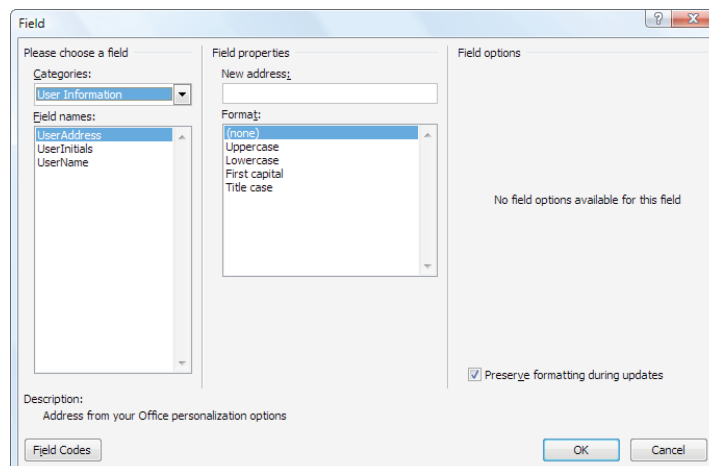 Field
Please choose a field
Categories:
User Information
Field names:
UserAddress
UserInitials
UserName
Field properties
New address:
Format:
(none)
Uppercase
Lowercase
First capital
Title case
Field options
No field options available for this field
Preserve formatting during updates
Description:
Address from your Office personalization options
Field Codes
OK
Cancel